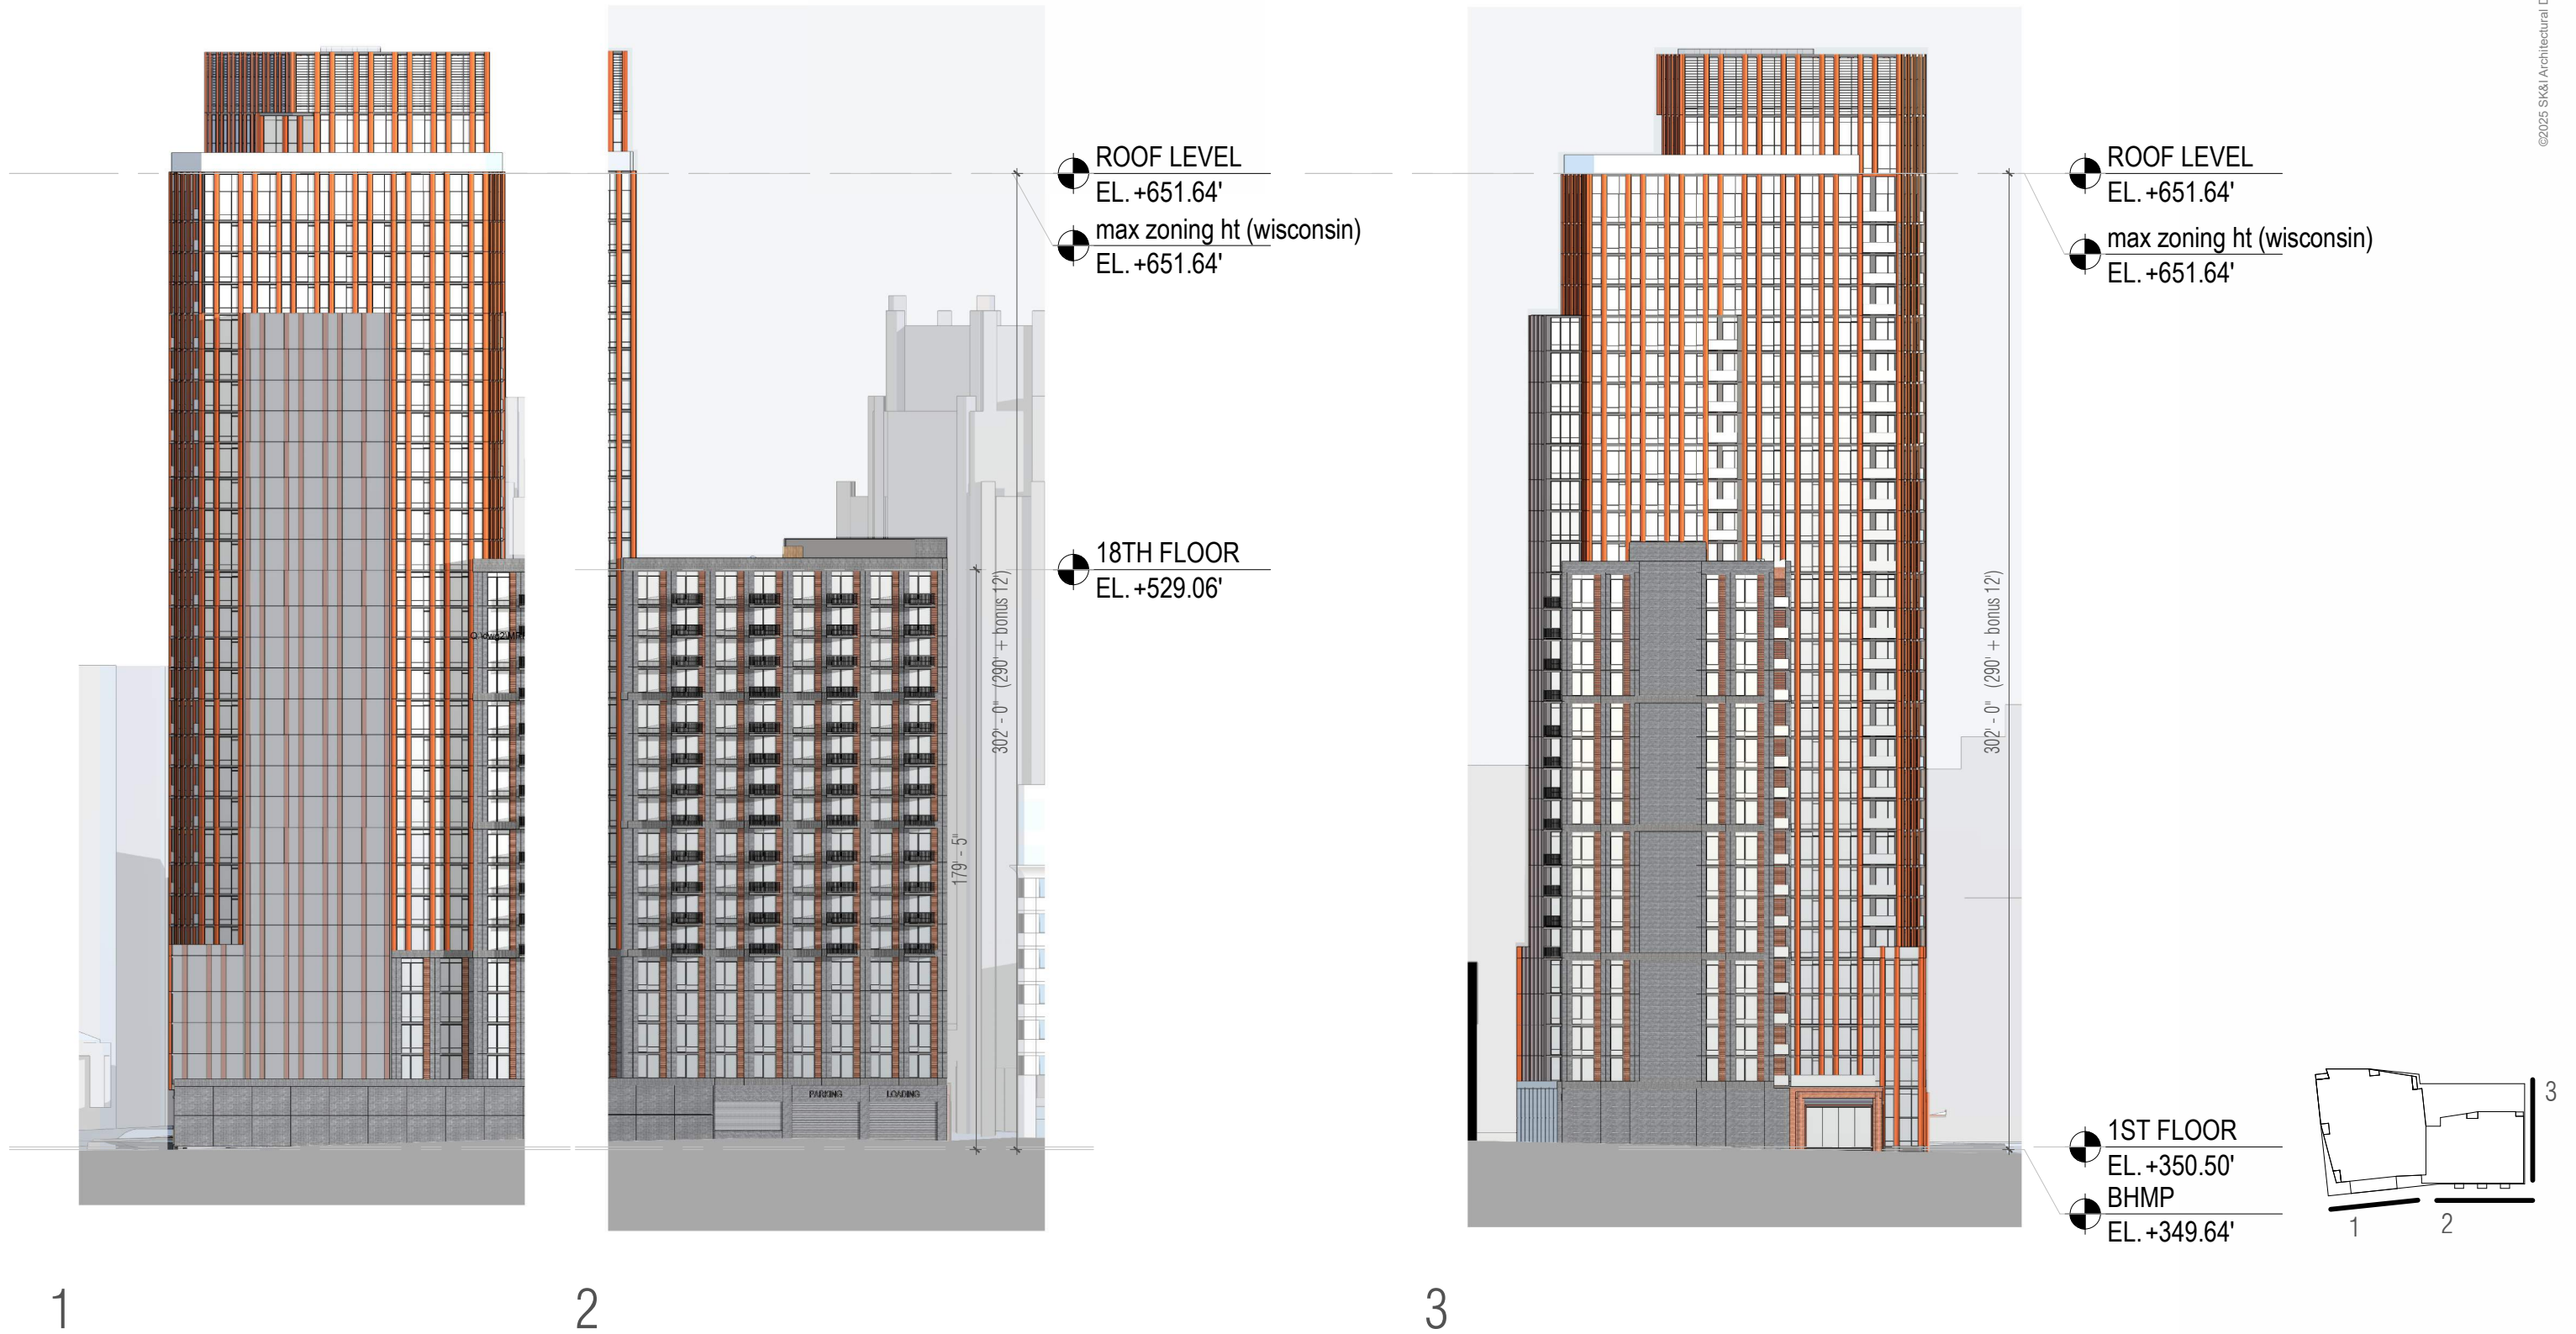 ©2025 SK&I Architectural D
ROOF LEVEL
EL. +651.64'
max zoning ht (wisconsin)
EL. +651.64'
18TH FLOOR
EL. +529.06'
302' - 0" (290' + bonus 12')
179' - 5"
PARKING
LOADING
ROOF LEVEL
EL. +651.64'
max zoning ht (wisconsin)
EL. +651.64'
302' - 0" (290' + bonus 12')
1ST FLOOR
EL. +350.50'
BHMP
EL. +349.64'
3
1
2
1
2
3